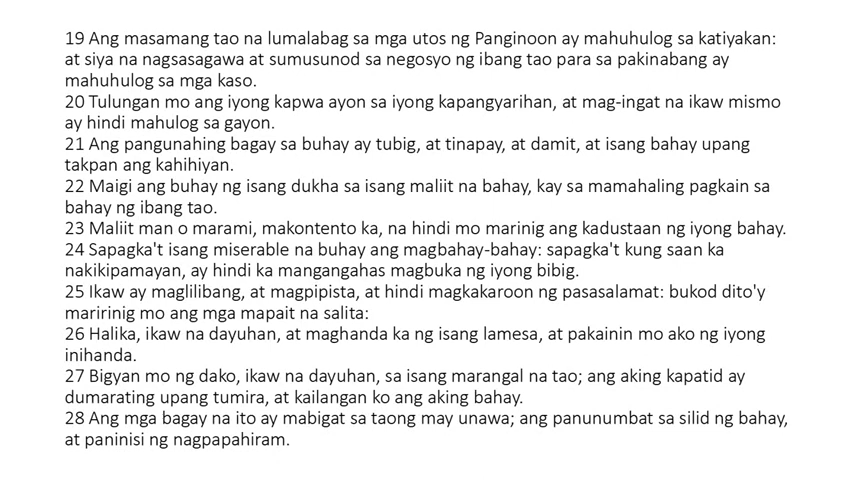 19 Ang masamang tao na lumalabag sa mga utos ng Panginoon ay mahuhulog sa katiyakan:
at siya na nagsasagawa at sumusunod sa negosyo ng ibang tao para sa pakinabang ay
mahuhulog sa mga kaso.
20 Tulungan mo ang iyong kapwa ayon sa iyong kapangyarihan, at mag-ingat na ikaw mismo
ay hindi mahulog sa gayon.
21 Ang pangunahing bagay sa buhay ay tubig, at tinapay, at damit, at isang bahay upang
takpan ang kahihiyan.
22 Maigi ang buhay ng isang dukha sa isang maliit na bahay, kay sa mamahaling pagkain sa
bahay ng ibang tao.
23 Maliit man o marami, makontento ka, na hindi mo marinig ang kadustaan ng iyong bahay.
24 Sapagka't isang miserable na buhay ang magbahay-bahay: sapagka't kung saan ka
nakikipamayan, ay hindi ka mangangahas magbuka ng iyong bibig.
25 Ikaw ay maglilibang, at magpipista, at hindi magkakaroon ng pasasalamat: bukod dito'y
maririnig mo ang mga mapait na salita:
26 Halika, ikaw na dayuhan, at maghanda ka ng isang lamesa, at pakainin mo ako ng iyong
inihanda.
27 Bigyan mo ng dako, ikaw na dayuhan, sa isang marangal na tao; ang aking kapatid ay
dumarating upang tumira, at kailangan ko ang aking bahay.
28 Ang mga bagay na ito ay mabigat sa taong may unawa; ang panunumbat sa silid ng bahay,
at paninisi ng nagpapahiram.